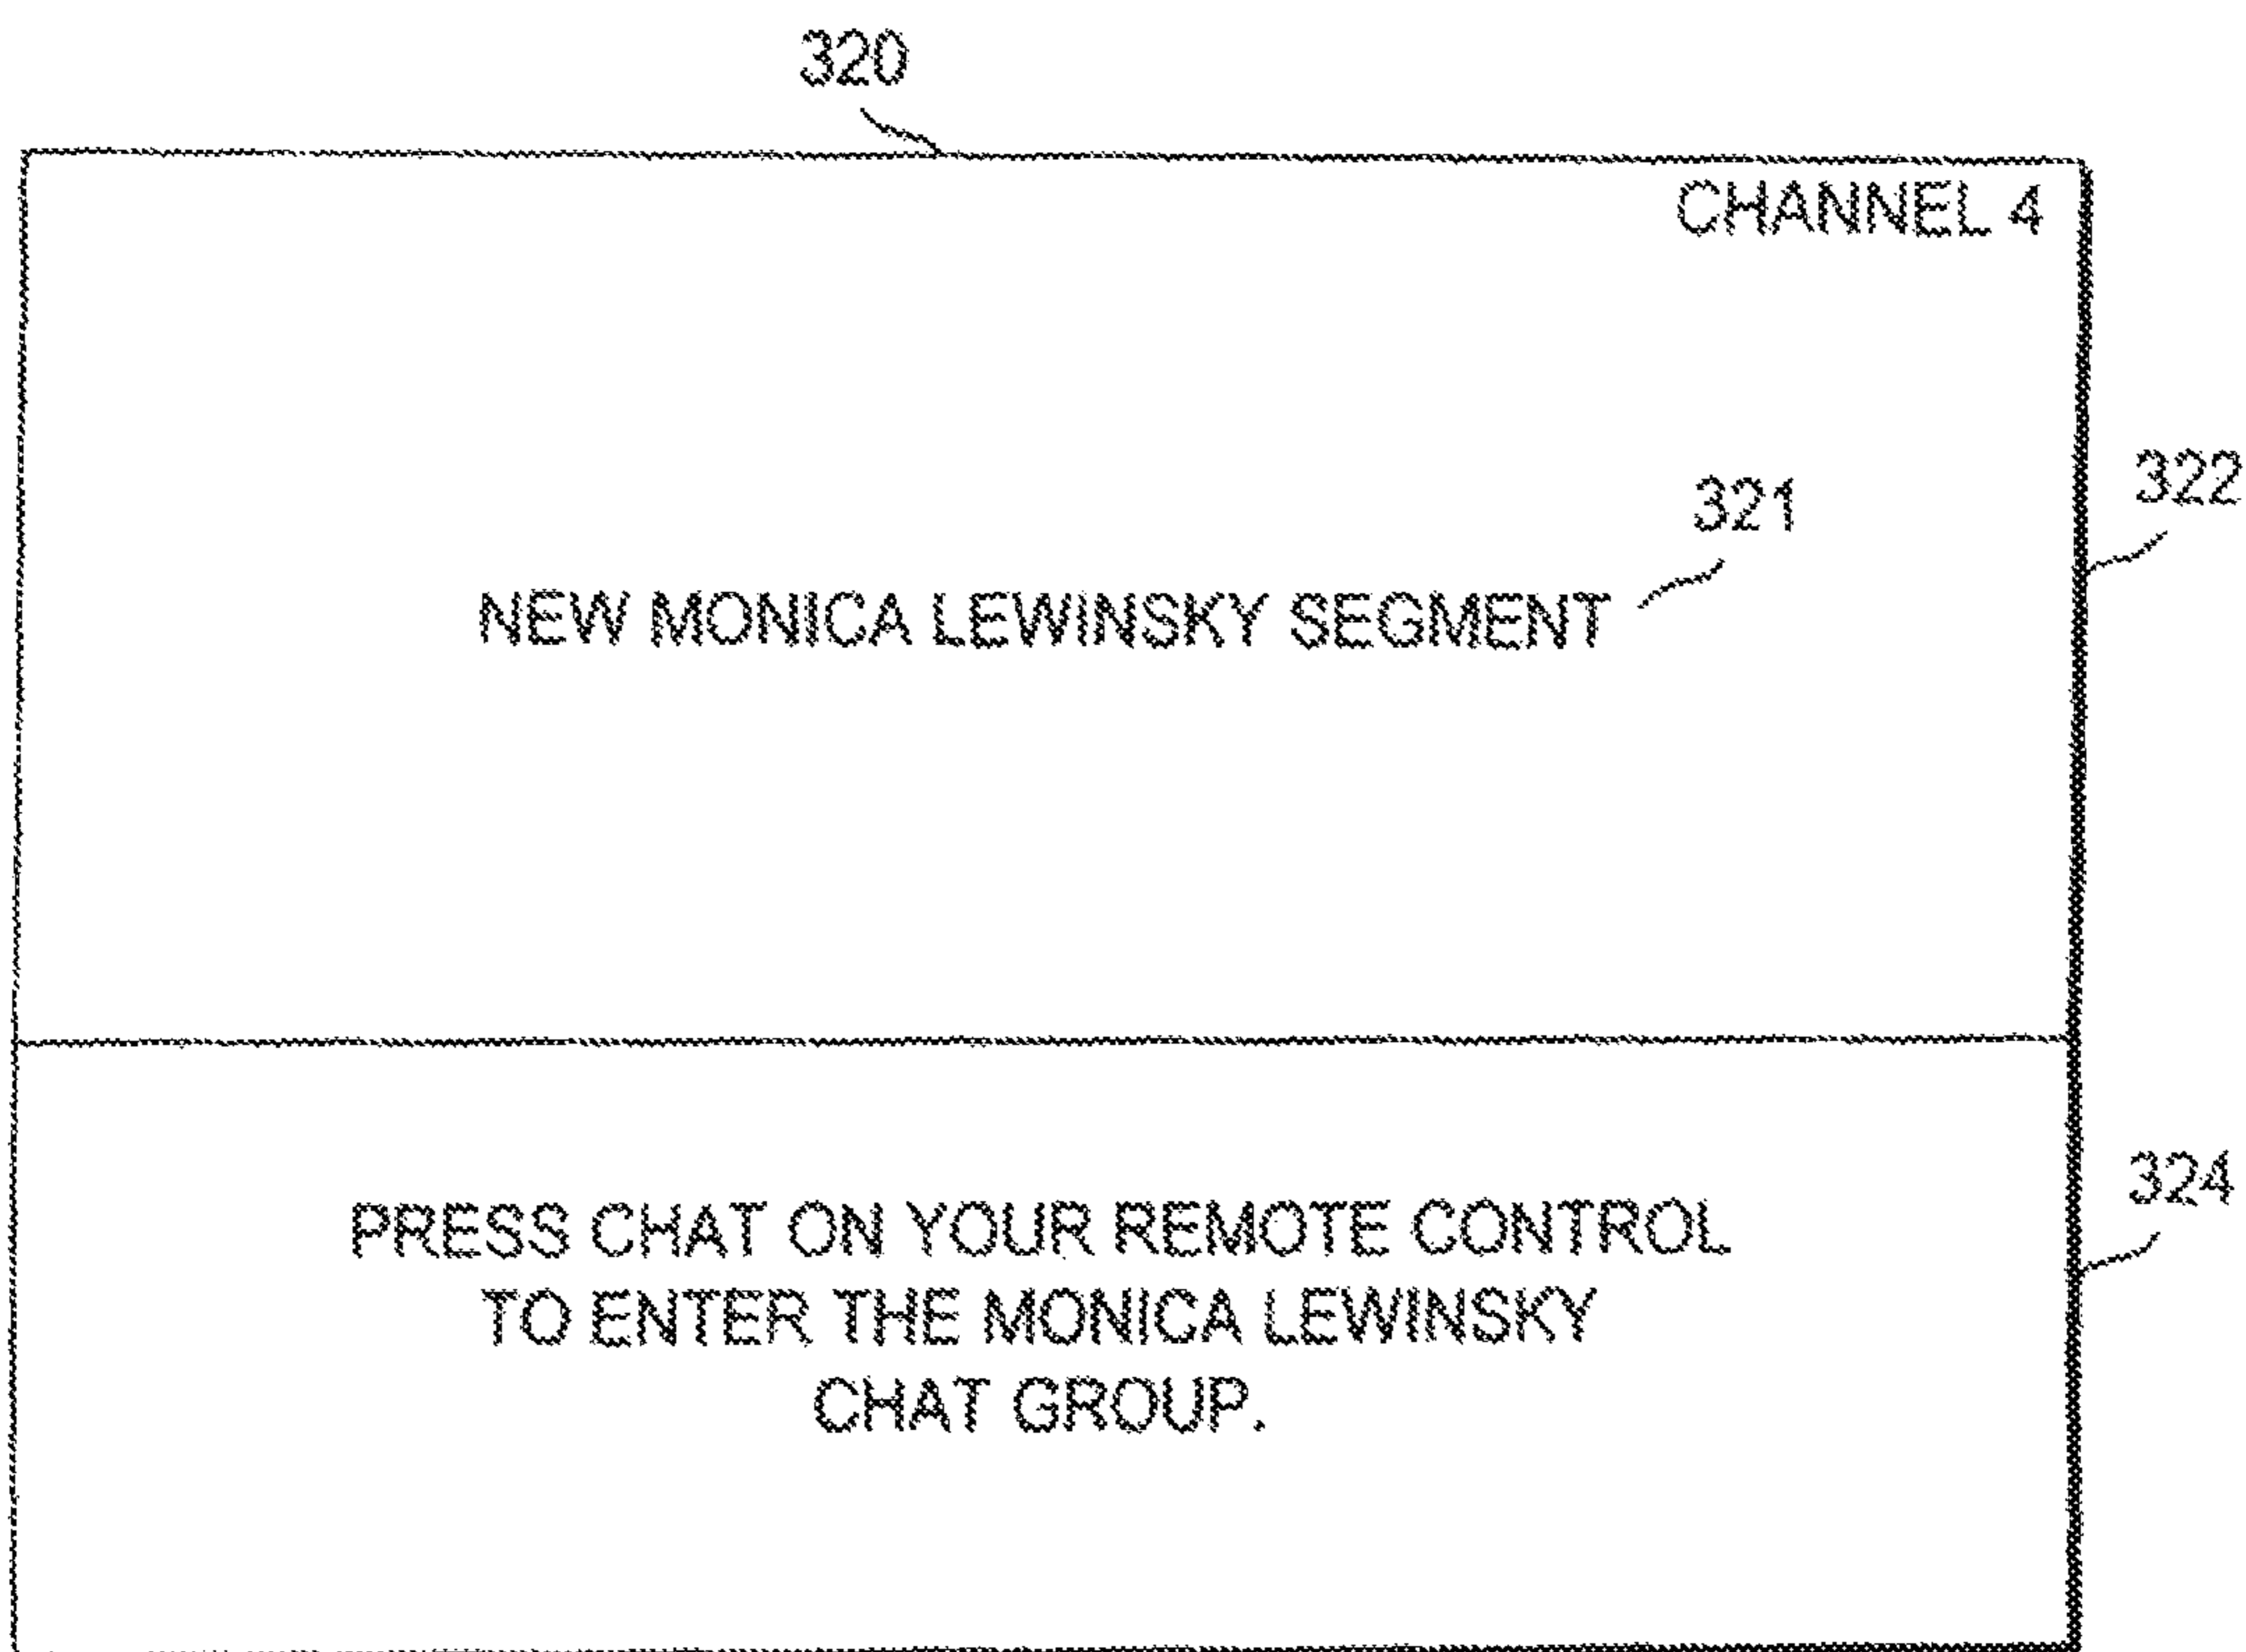 320
CHANNEL 4
322
321
NEW MONICA LEWINSKY SEGMENT
324
PRESS CHAT ON YOUR REMOTE CONTROL
TO ENTER THE MONICA LEWINSKY
CHAT GROUP.